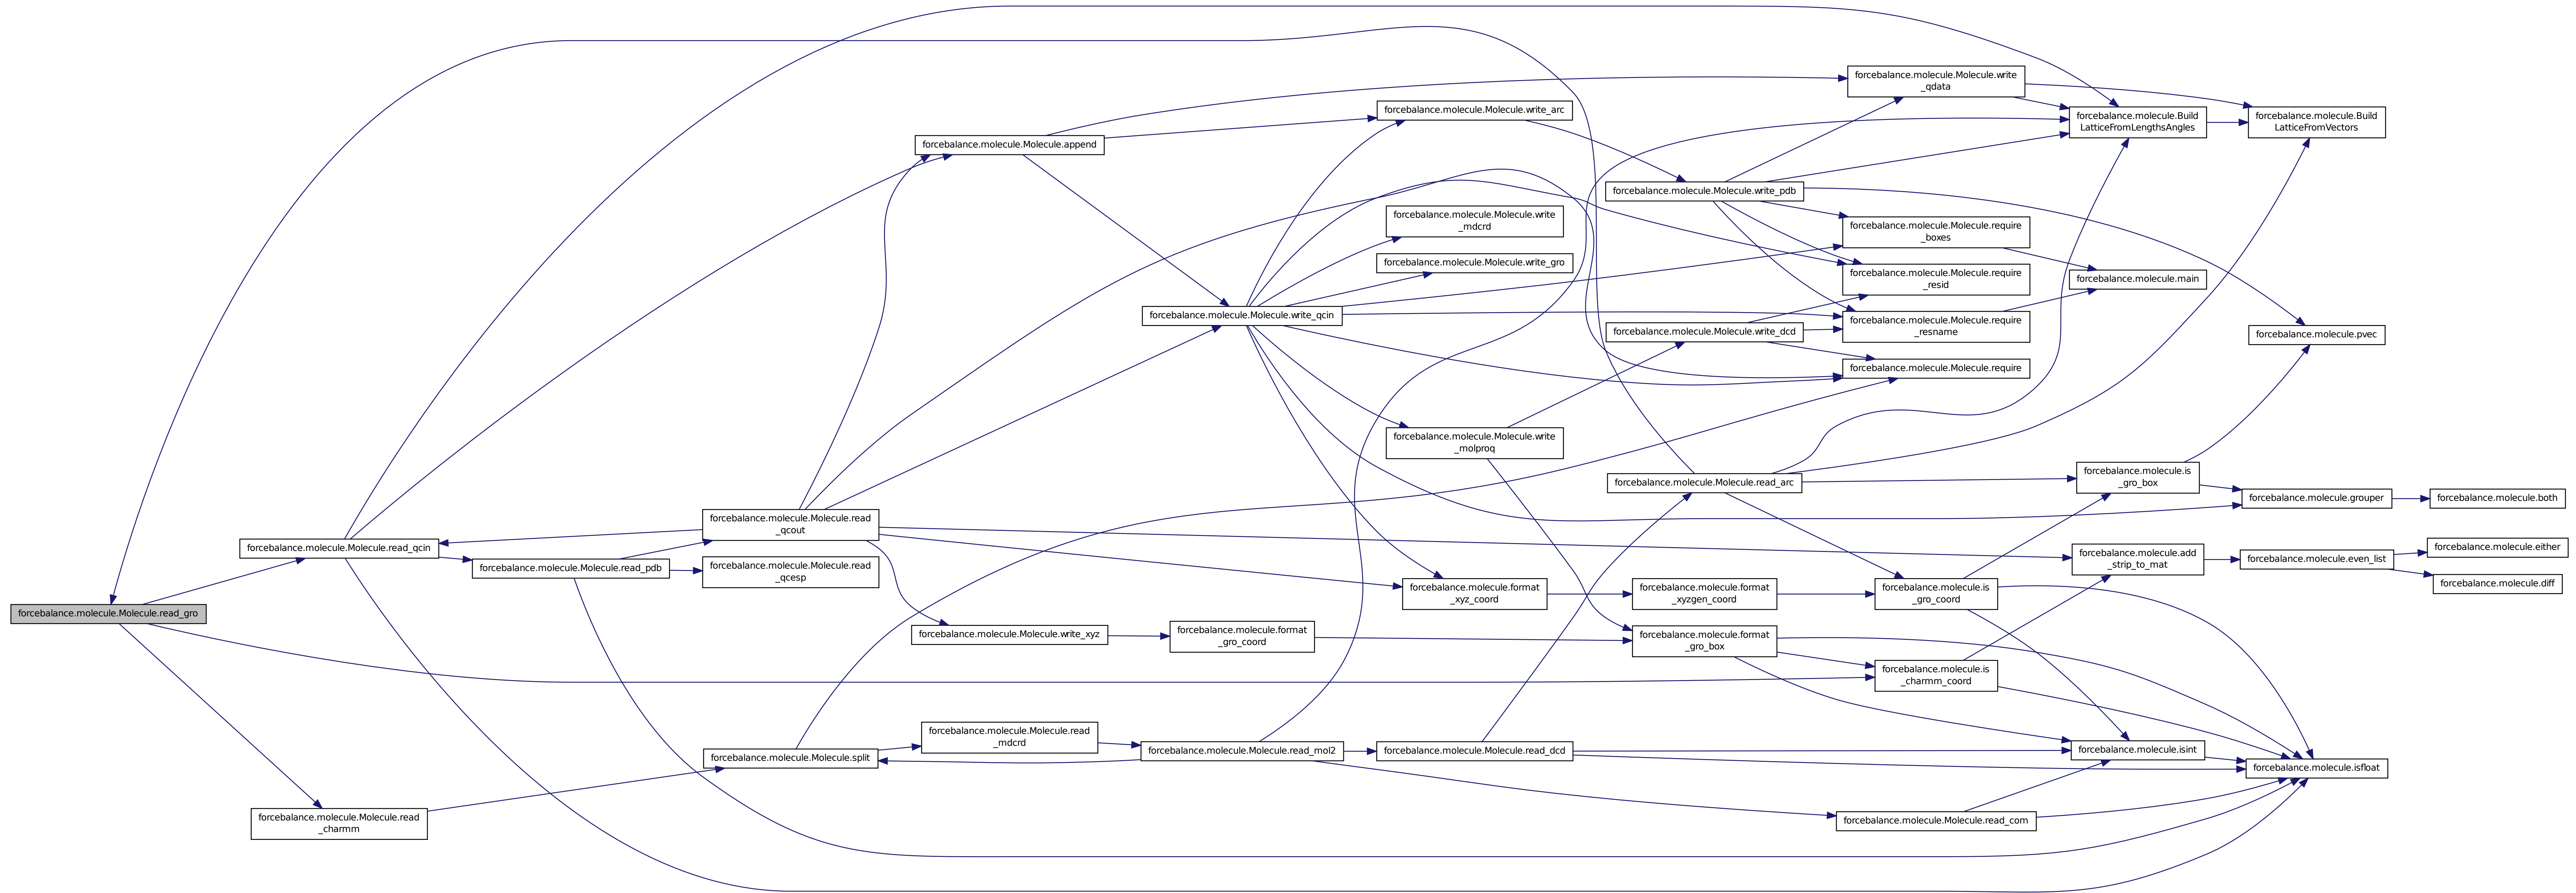 forcebalance.molecule.Molecule.read_gro
forcebalance.molecule.Molecule.read_qcin
forcebalance.molecule.Molecule.read
_charmm
forcebalance.molecule.Molecule.read_pdb
forcebalance.molecule.Molecule.read
_qcout
forcebalance.molecule.Molecule.read
_qcesp
forcebalance.molecule.Molecule.split
forcebalance.molecule.Molecule.append
forcebalance.molecule.Molecule.write_xyz
forcebalance.molecule.Molecule.read
_mdcrd
forcebalance.molecule.Molecule.write_qcin
forcebalance.molecule.format
_gro_coord
forcebalance.molecule.Molecule.read_mol2
forcebalance.molecule.Molecule.write_arc
forcebalance.molecule.Molecule.write
_mdcrd
forcebalance.molecule.Molecule.write_gro
forcebalance.molecule.Molecule.write
_molproq
forcebalance.molecule.format
_xyz_coord
forcebalance.molecule.Molecule.read_dcd
forcebalance.molecule.Molecule.write_pdb
forcebalance.molecule.Molecule.write_dcd
forcebalance.molecule.Molecule.read_arc
forcebalance.molecule.format
_xyzgen_coord
forcebalance.molecule.format
_gro_box
forcebalance.molecule.Molecule.write
_qdata
forcebalance.molecule.Molecule.require
_boxes
forcebalance.molecule.Molecule.require
_resid
forcebalance.molecule.Molecule.require
_resname
forcebalance.molecule.Molecule.require
forcebalance.molecule.is
_gro_coord
forcebalance.molecule.is
_charmm_coord
forcebalance.molecule.Molecule.read_com
forcebalance.molecule.Build
LatticeFromLengthsAngles
forcebalance.molecule.main
forcebalance.molecule.is
_gro_box
forcebalance.molecule.add
_strip_to_mat
forcebalance.molecule.isint
forcebalance.molecule.Build
LatticeFromVectors
forcebalance.molecule.pvec
forcebalance.molecule.grouper
forcebalance.molecule.even_list
forcebalance.molecule.isfloat
forcebalance.molecule.both
forcebalance.molecule.either
forcebalance.molecule.diff